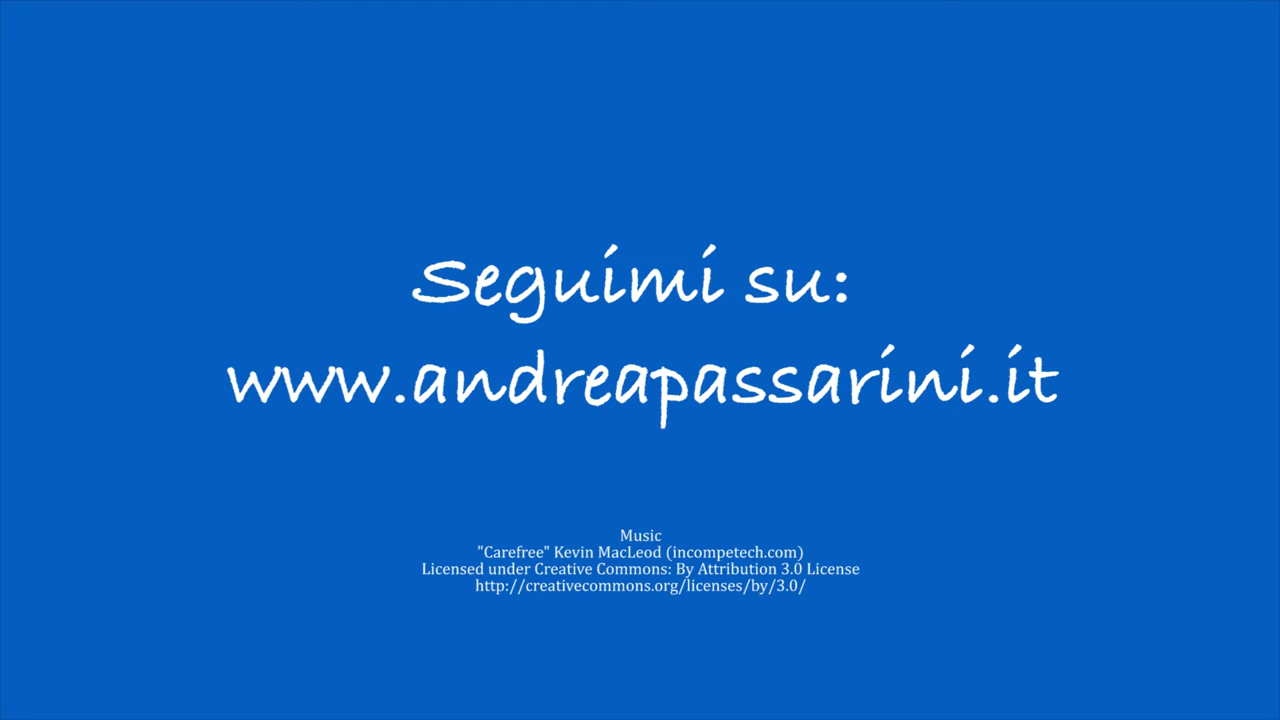 Seguimi su:
www.andreapassarini.it
Music
"Carefree" Kevin MacLeod (incompetech.com)
Licensed under Creative Commons: By Attribution 3.0 License
http://creativecommons.org/licenses/by/3.0/